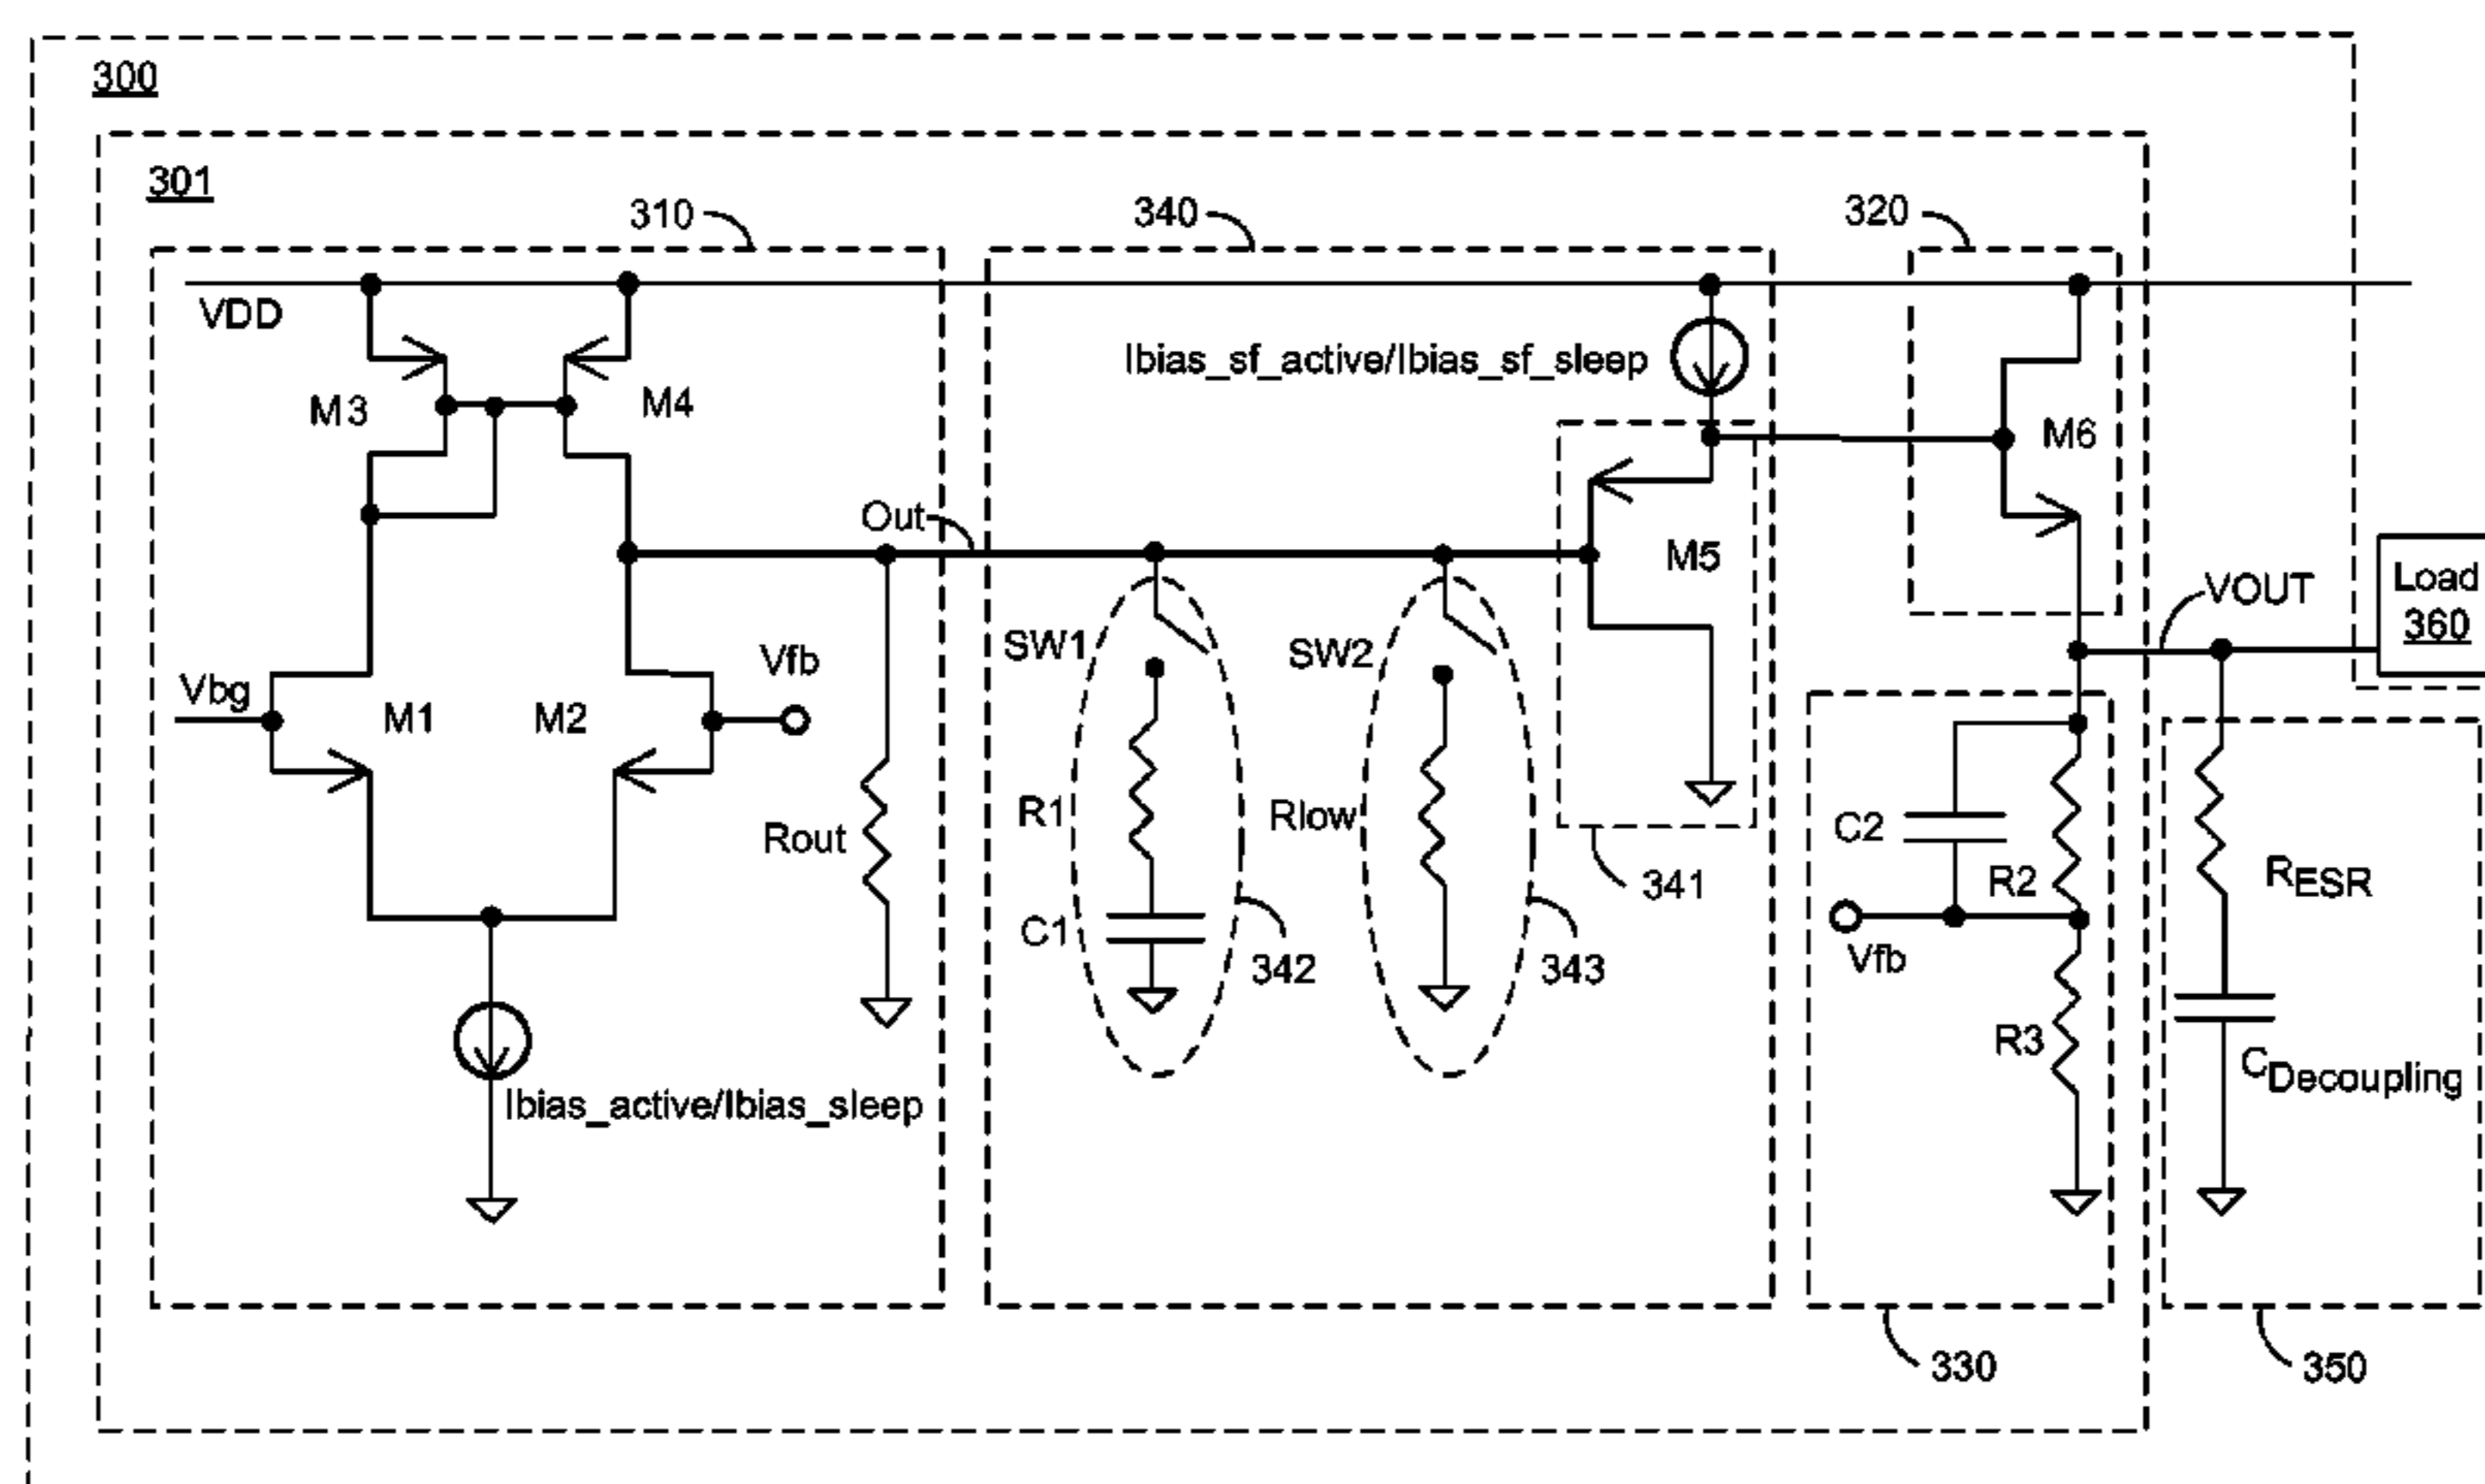 300
301
310
340
320
VDD
Ibias_sf_active/Ibias_sf_sleep
M3
M4
M6
Out
M5
Load
360
VOUT
Vbg
M1
M2
Vfb
SW1
SW2
R1
Rlow
Rout
C2
R2
RESR
341
C1
342
343
Vfb
R3
CDecoupling
Ibias_active/Ibias_sleep
330
350